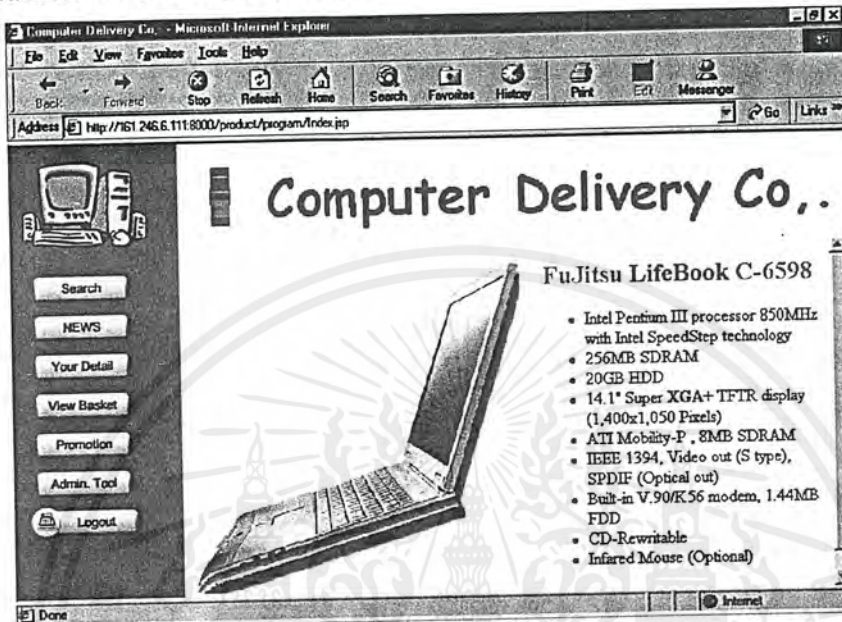 Computer Delivery Co,. - Microsoft Internet Explorer
File Edit View Favorites Tools Help
Back Forward Stop Refresh Home Search Favorites History Print Edit Messenger
Address http://161.246.6.111:8000/product/program/Index.jsp Go Links »
Computer Delivery Co,.
Search
NEWS
Your Detail
View Basket
Promotion
Admin. Tool
Logout
FuJitsu LifeBook C-6598
• Intel Pentium III processor 850MHz
with Intel SpeedStep technology
• 256MB SDRAM
• 20GB HDD
• 14.1" Super XGA+ TFTR display
(1,400x1,050 Pixels)
• ATI Mobility-P , 8MB SDRAM
• IEEE 1394, Video out (S type),
SPDIF (Optical out)
• Built-in V.90/K56 modem, 1.44MB
FDD
• CD-Rewritable
• Infared Mouse (Optional)
Done Internet